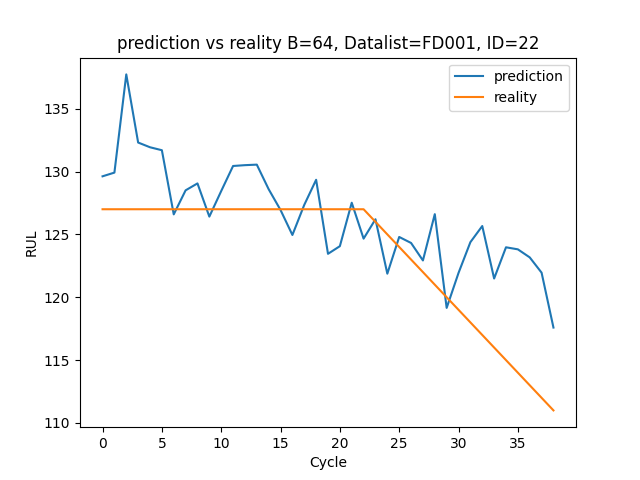 prediction vs reality B=64, Datalist=FD001, ID=22
prediction
reality
135
130
125
120
115
110
RUL
0 5 10 15 20 25 30 35
Cycle